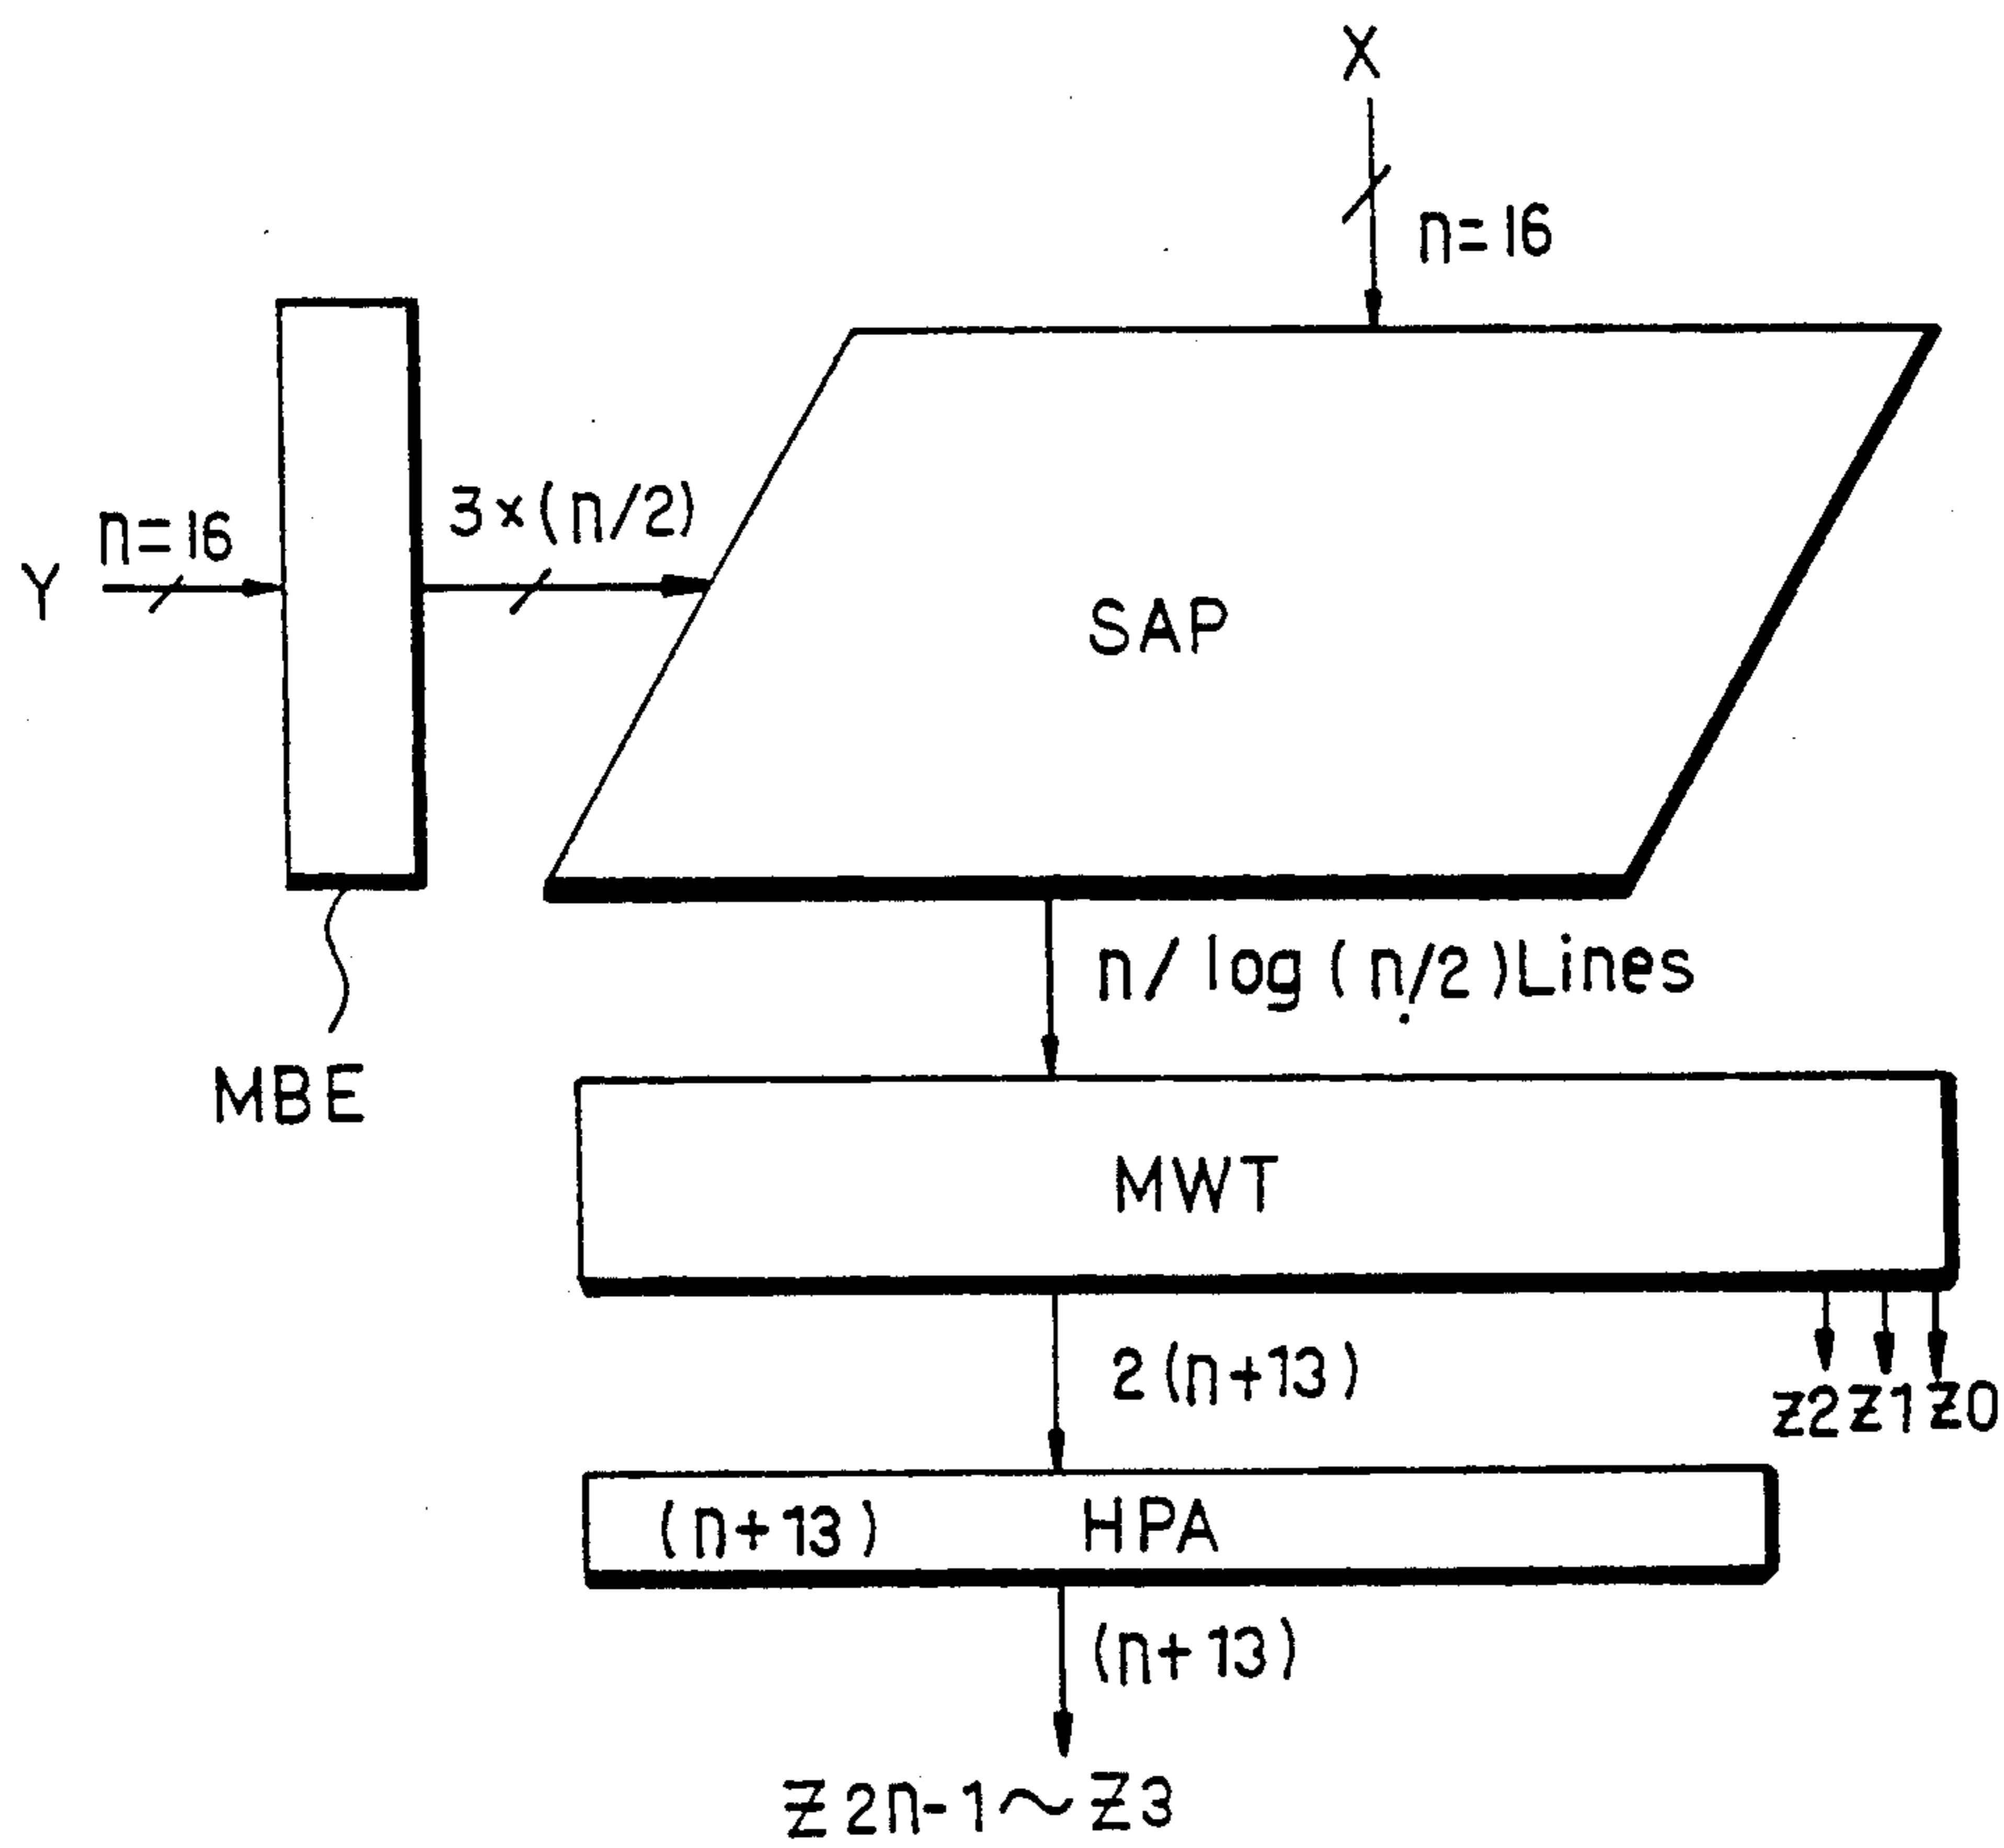 X
n=16
n=16
3×(n/2)
Y
SAP
n/log(n/2)Lines
MBE
MWT
2(n+13)
Z2 Z1 Z0
(n+13) HPA
(n+13)
Z2n-1~Z3